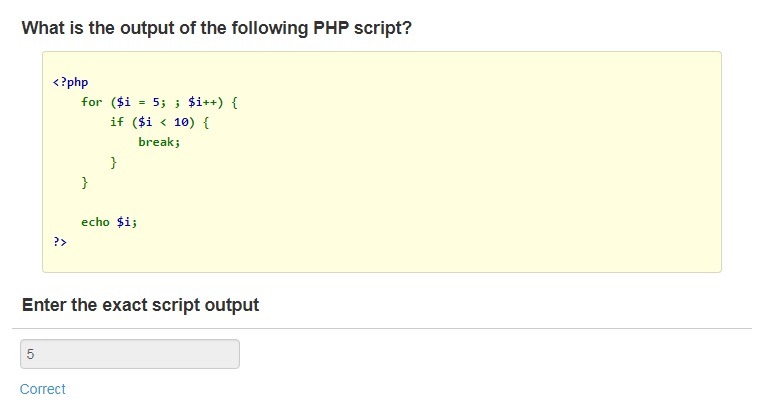 What is the output of the following PHP script?
<?php
    for ($i = 5; ; $i++) {
        if ($i < 10) {
            break;
        }
    }
    echo $i;
?>
Enter the exact script output
5
Correct